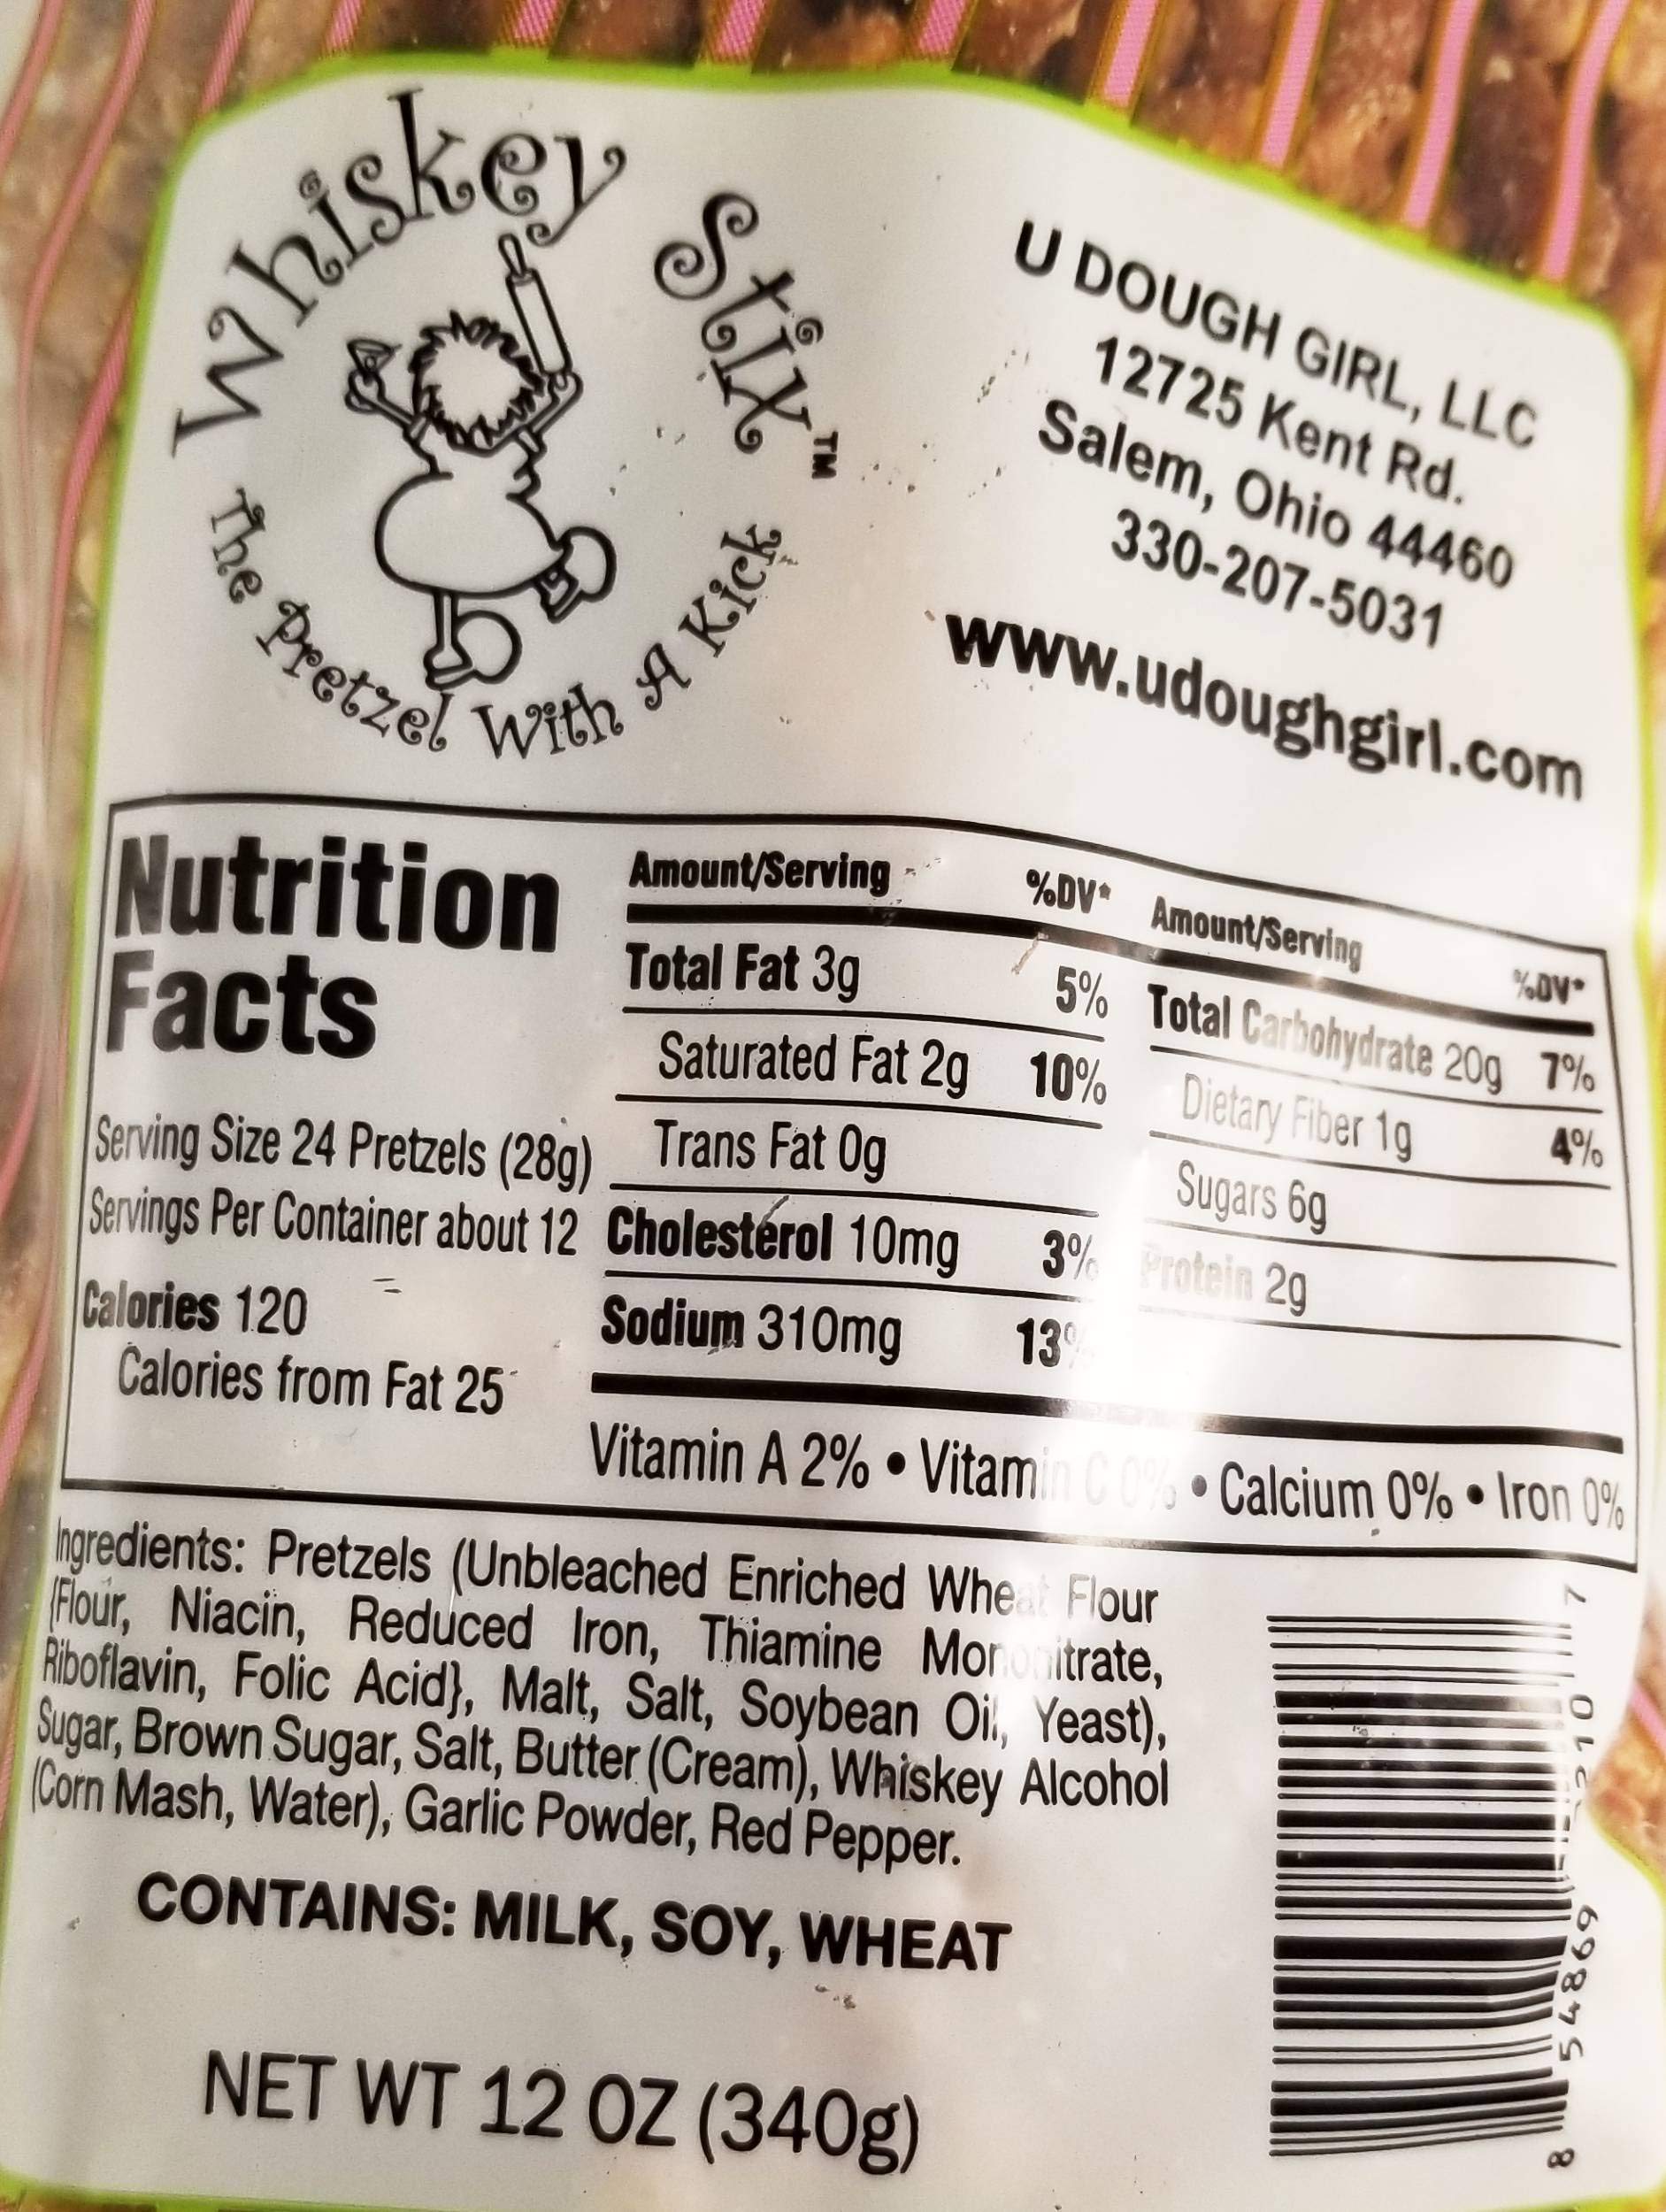 Whiskey Stix™
The Pretzel With A Kick
U DOUGH GIRL, LLC
12725 Kent Rd.
Salem, Ohio 44460
330-207-5031
www.udoughgirl.com
Nutrition
Facts
Serving Size 24 Pretzels (28g)
Servings Per Container about 12
Calories 120
Calories from Fat 25
Amount/Serving %DV*
Total Fat 3g 5%
Saturated Fat 2g 10%
Trans Fat 0g
Cholesterol 10mg 3%
Sodium 310mg 13%
Amount/Serving %DV*
Total Carbohydrate 20g 7%
Dietary Fiber 1g 4%
Sugars 6g
Protein 2g
Vitamin A 2% • Vitamin C 0% • Calcium 0% • Iron 0%
Ingredients: Pretzels (Unbleached Enriched Wheat Flour
{Flour, Niacin, Reduced Iron, Thiamine Mononitrate,
Riboflavin, Folic Acid}, Malt, Salt, Soybean Oil, Yeast),
Sugar, Brown Sugar, Salt, Butter (Cream), Whiskey Alcohol
(Corn Mash, Water), Garlic Powder, Red Pepper.
CONTAINS: MILK, SOY, WHEAT
NET WT 12 OZ (340g)
8 54869 7